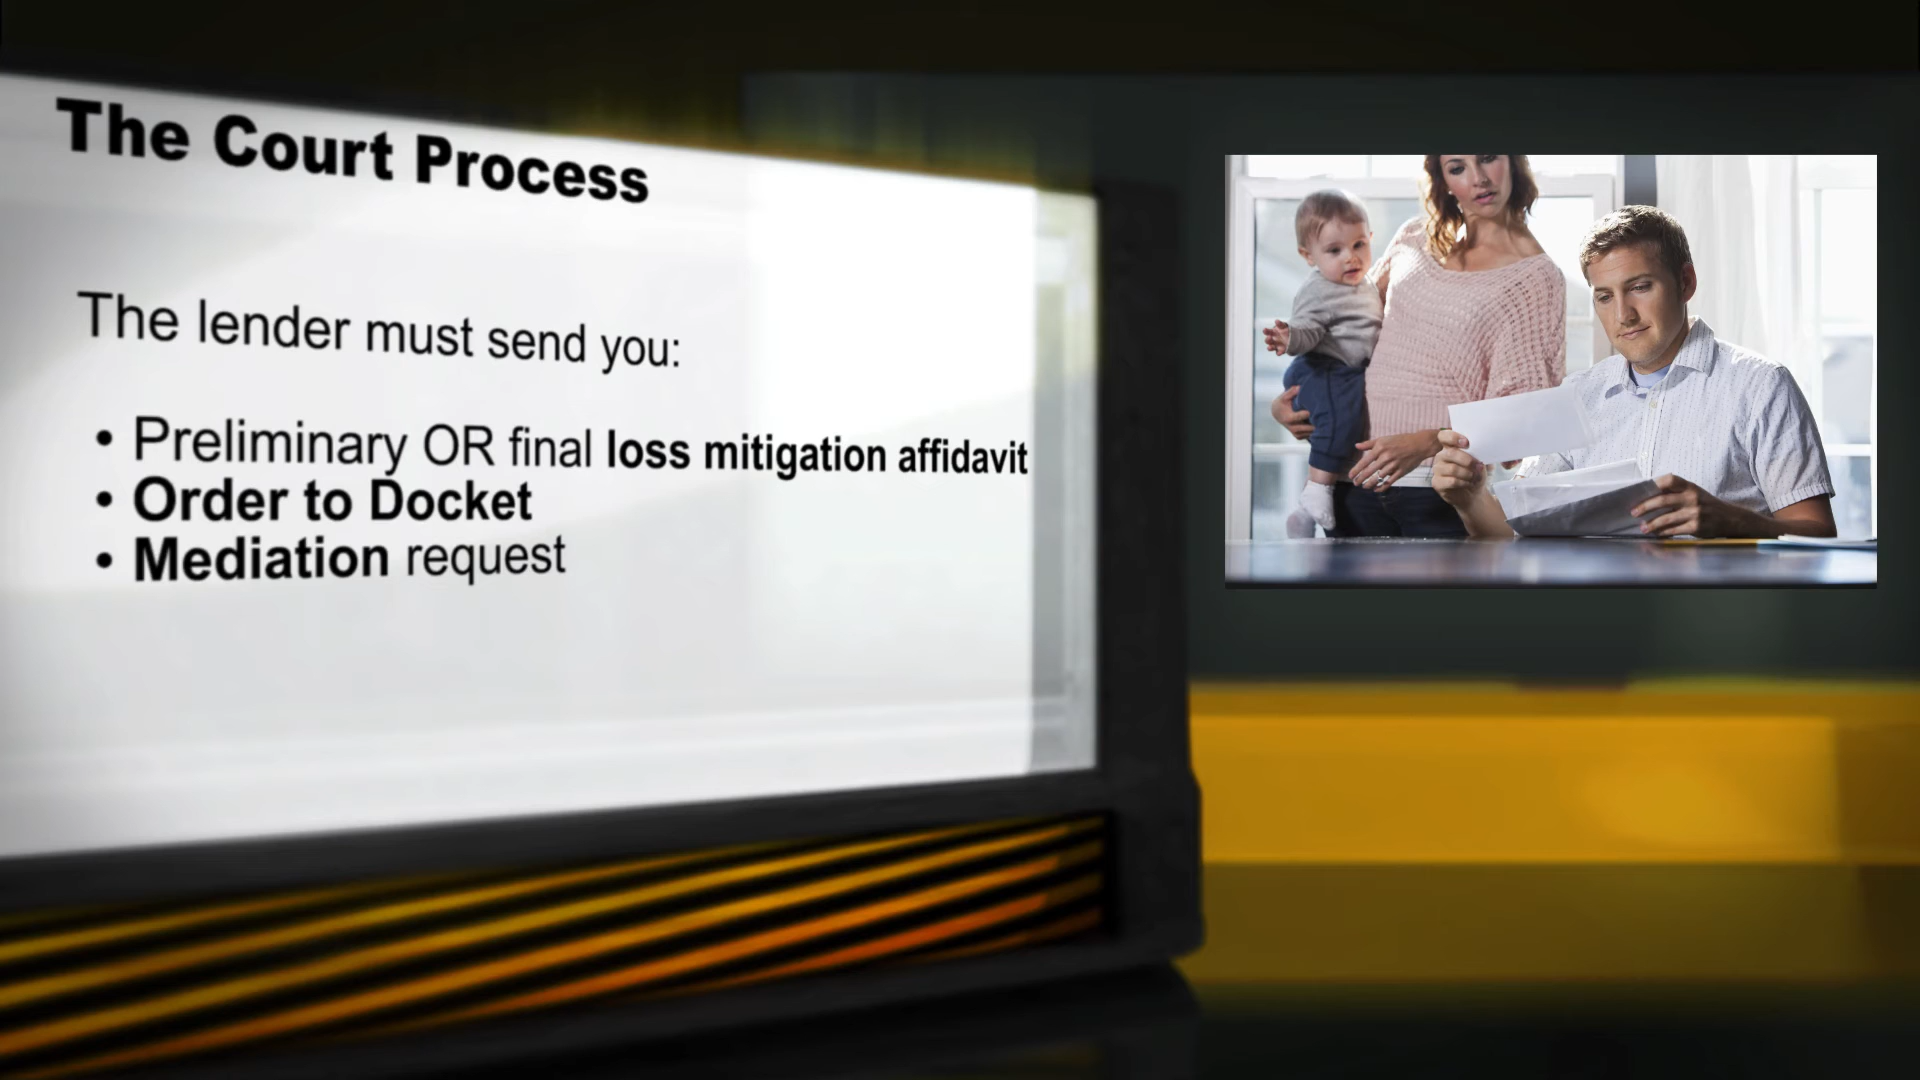 The Court Process
The lender must send you:
• Preliminary OR final loss mitigation affidavit
• Order to Docket
• Mediation request